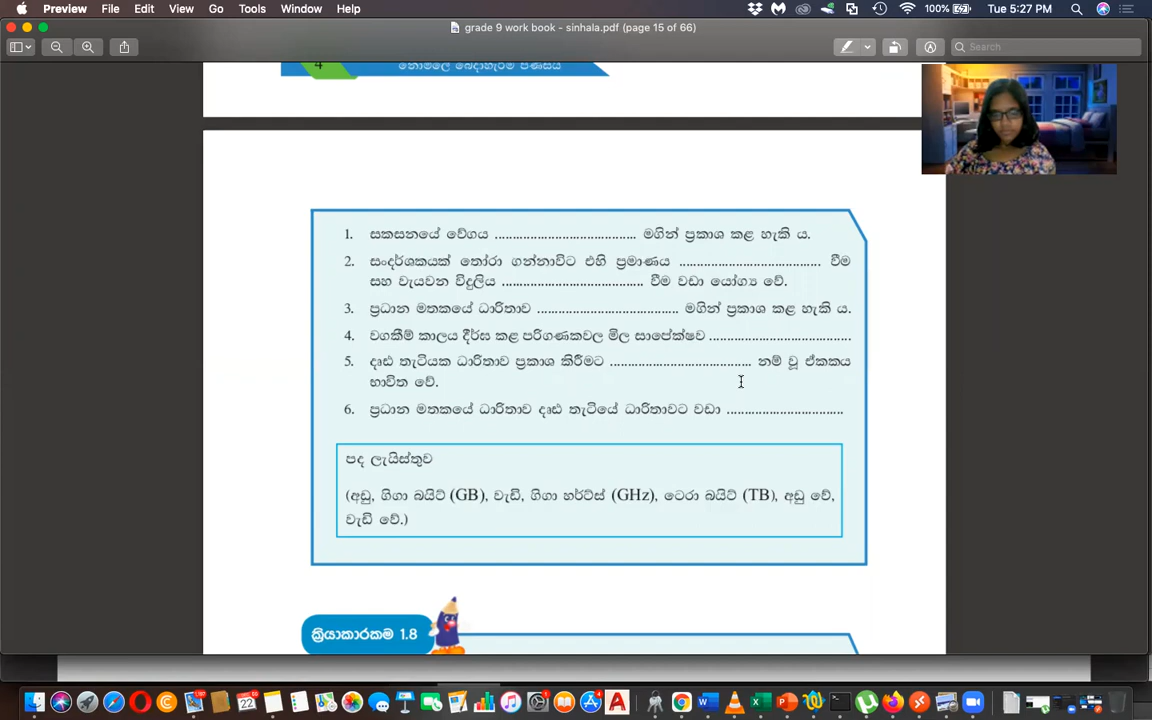 Preview File Edit View Go Tools Window Help 100% Tue 5:27 PM
grade 9 work book - sinhala.pdf (page 15 of 66)
Search
4 නොමිලේ බෙදාහැරීම පිණිසයි
1. සකසනයේ වේගය ...................................... මගින් ප්‍රකාශ කළ හැකි ය.
2. සංදර්ශකයක් තෝරා ගන්නාවිට එහි ප්‍රමාණය ...................................... වීම
සහ වැයවන විදුලිය ...................................... වීම වඩා යෝග්‍ය වේ.
3. ප්‍රධාන මතකයේ ධාරිතාව ...................................... මගින් ප්‍රකාශ කළ හැකි ය.
4. වගකීම් කාලය දීර්ඝ කළ පරිගණකවල මිල සාපේක්ෂව ......................................
5. දෘඪ තැටියක ධාරිතාව ප්‍රකාශ කිරීමට ...................................... නම් වූ ඒකකය
භාවිත වේ.
6. ප්‍රධාන මතකයේ ධාරිතාව දෘඪ තැටියේ ධාරිතාවට වඩා ................................
පද ලැයිස්තුව
(අඩු, ගිගා බයිට් (GB), වැඩි, ගිගා හර්ට්ස් (GHz), ටෙරා බයිට් (TB), අඩු වේ,
වැඩි වේ.)
ක්‍රියාකාරකම 1.8